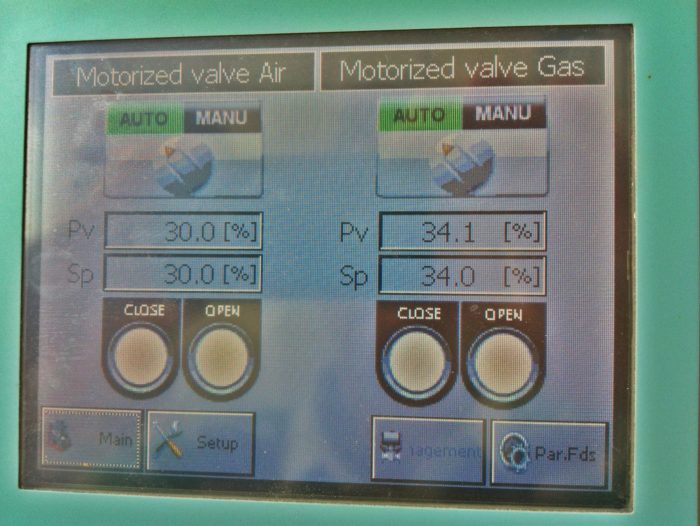 Motorized valve Air
Motorized valve Gas
AUTO MANU
AUTO MANU
Pv 30.0 [%]
Sp 30.0 [%]
Pv 34.1 [%]
Sp 34.0 [%]
CLOSE OPEN
CLOSE OPEN
Main
Setup
nagement
Par.Fds